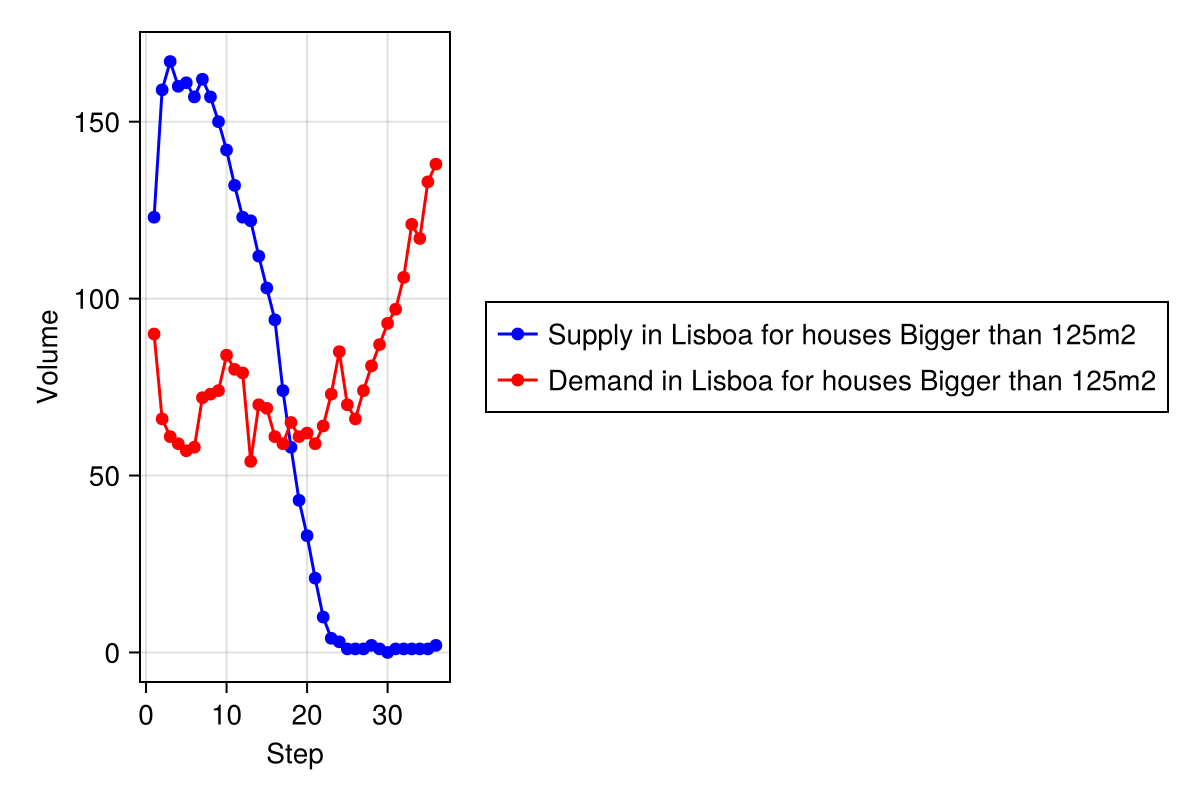 150
100
50
0
Volume
0 10 20 30
Step
Supply in Lisboa for houses Bigger than 125m2
Demand in Lisboa for houses Bigger than 125m2